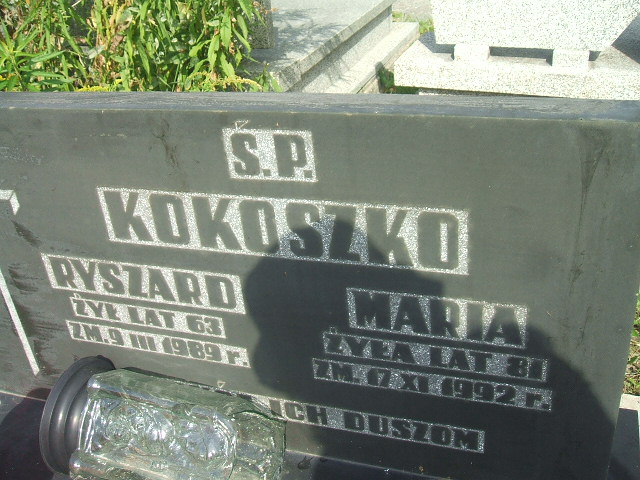 Ś.P.
KOKOSZKO
RYSZARD
ŻYŁ LAT 63
ZM. 9 III 1989 r.
MARIA
ŻYŁA LAT 81
ZM. 17 XI 1992 r.
ICH DUSZOM